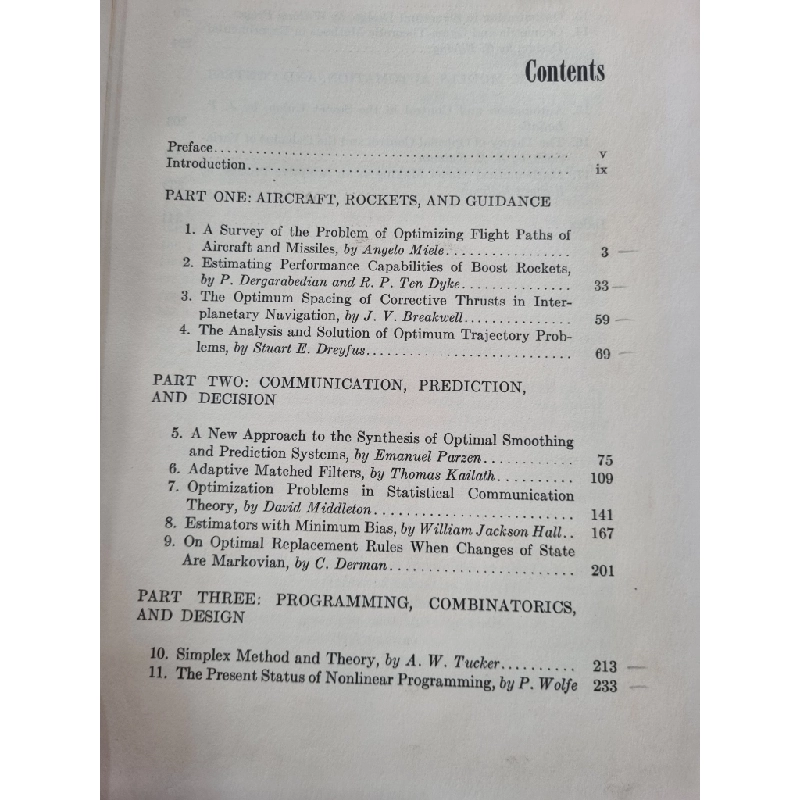 Contents
Preface........................................ v
Introduction.................................... ix
PART ONE: AIRCRAFT, ROCKETS, AND GUIDANCE
1. A Survey of the Problem of Optimizing Flight Paths of
Aircraft and Missiles, by Angelo Miele............... 3
2. Estimating Performance Capabilities of Boost Rockets,
by P. Dergarabedian and R. P. Ten Dyke............. 33
3. The Optimum Spacing of Corrective Thrusts in Inter-
planetary Navigation, by J. V. Breakwell............. 59
4. The Analysis and Solution of Optimum Trajectory Prob-
lems, by Stuart E. Dreyfus......................... 69
PART TWO: COMMUNICATION, PREDICTION,
AND DECISION
5. A New Approach to the Synthesis of Optimal Smoothing
and Prediction Systems, by Emanuel Parzen........... 75
6. Adaptive Matched Filters, by Thomas Kailath.......... 109
7. Optimization Problems in Statistical Communication
Theory, by David Middleton......................... 141
8. Estimators with Minimum Bias, by William Jackson Hall.. 167
9. On Optimal Replacement Rules When Changes of State
Are Markovian, by C. Derman....................... 201
PART THREE: PROGRAMMING, COMBINATORICS,
AND DESIGN
10. Simplex Method and Theory, by A. W. Tucker.......... 213
11. The Present Status of Nonlinear Programming, by P. Wolfe 233